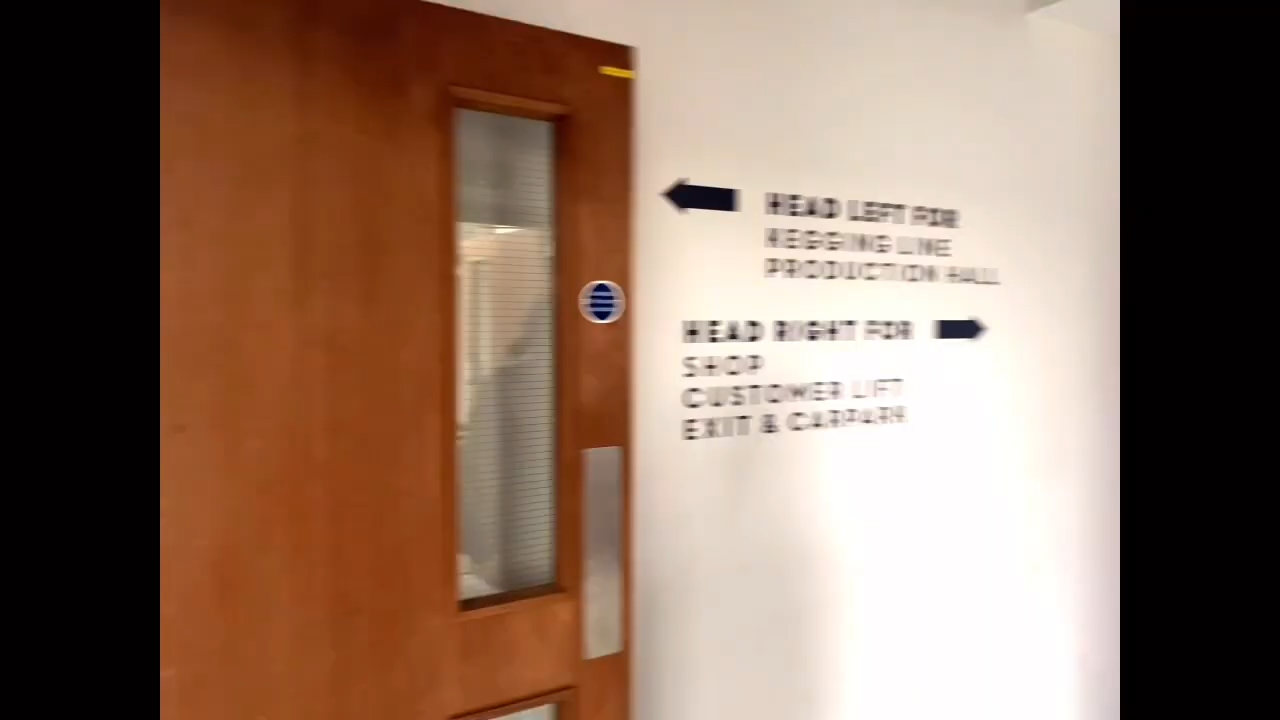 HEAD LEFT FOR
KEGGING LINE
PRODUCTION HALL
HEAD RIGHT FOR
SHOP
CUSTOMER LIFT
EXIT & CARPARK